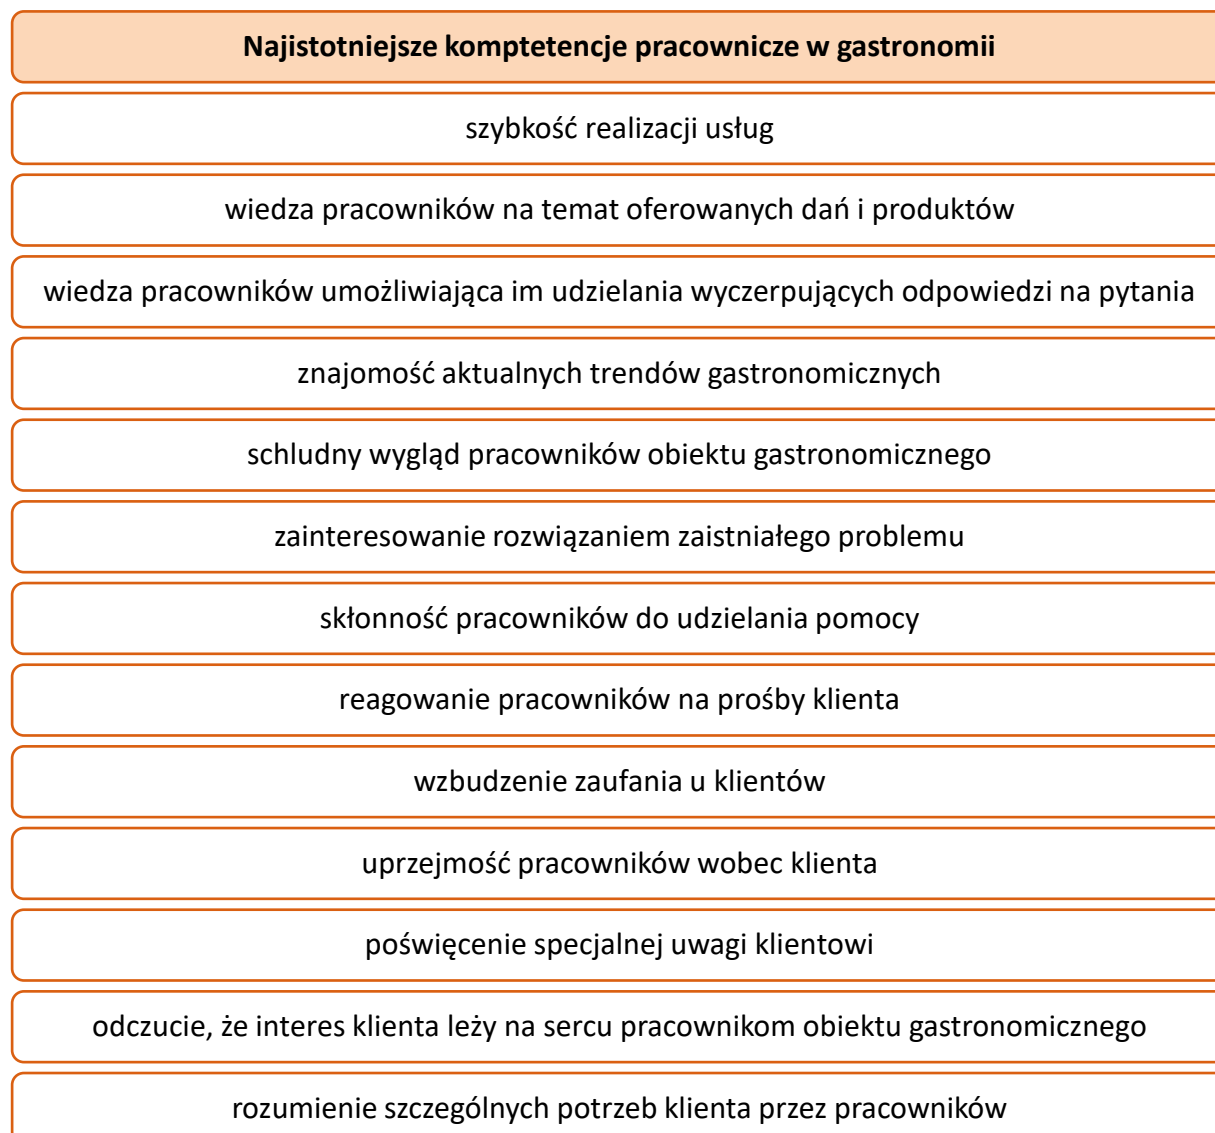 Najistotniejsze komptetencje pracownicze w gastronomii
szybkość realizacji usług
wiedza pracowników na temat oferowanych dań i produktów
wiedza pracowników umożliwiająca im udzielania wyczerpujących odpowiedzi na pytania
znajomość aktualnych trendów gastronomicznych
schludny wygląd pracowników obiektu gastronomicznego
zainteresowanie rozwiązaniem zaistniałego problemu
skłonność pracowników do udzielania pomocy
reagowanie pracowników na prośby klienta
wzbudzenie zaufania u klientów
uprzejmość pracowników wobec klienta
poświęcenie specjalnej uwagi klientowi
odczucie, że interes klienta leży na sercu pracownikom obiektu gastronomicznego
rozumienie szczególnych potrzeb klienta przez pracowników